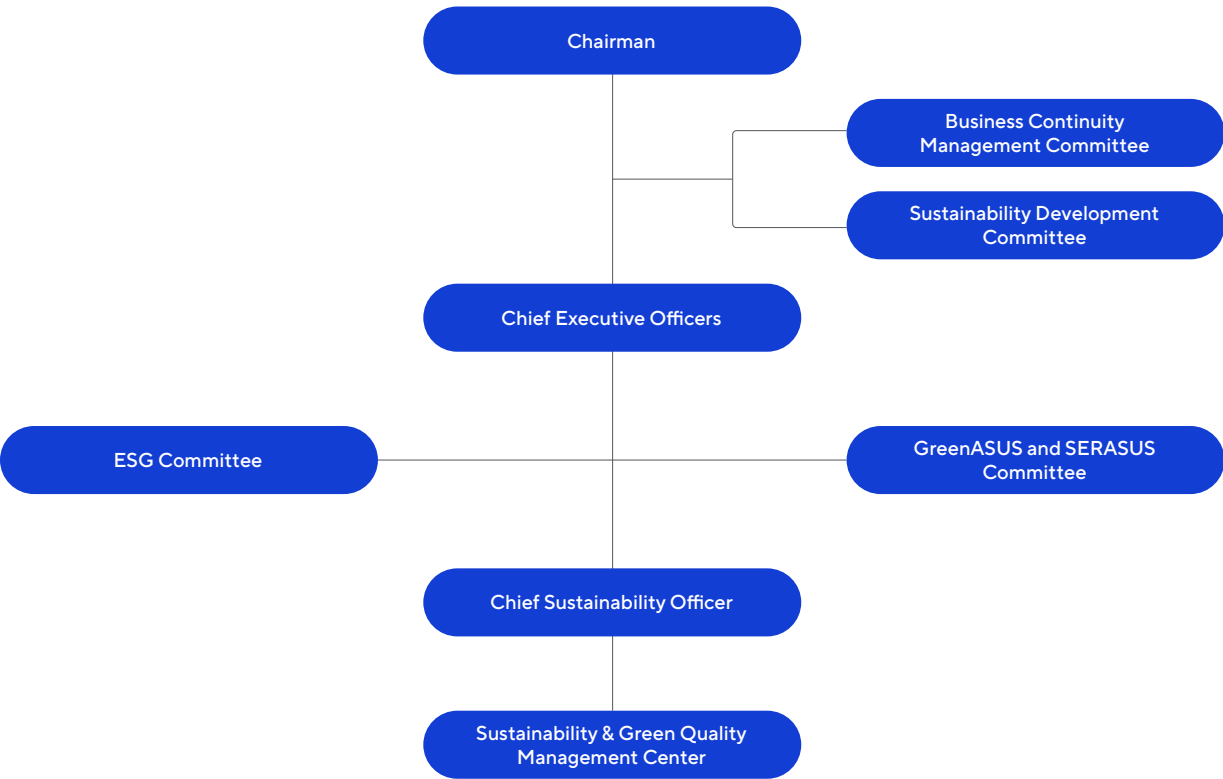 Chairman
Business Continuity
Management Committee
Sustainability Development
Committee
Chief Executive Officers
ESG Committee
GreenASUS and SERASUS
Committee
Chief Sustainability Officer
Sustainability & Green Quality
Management Center